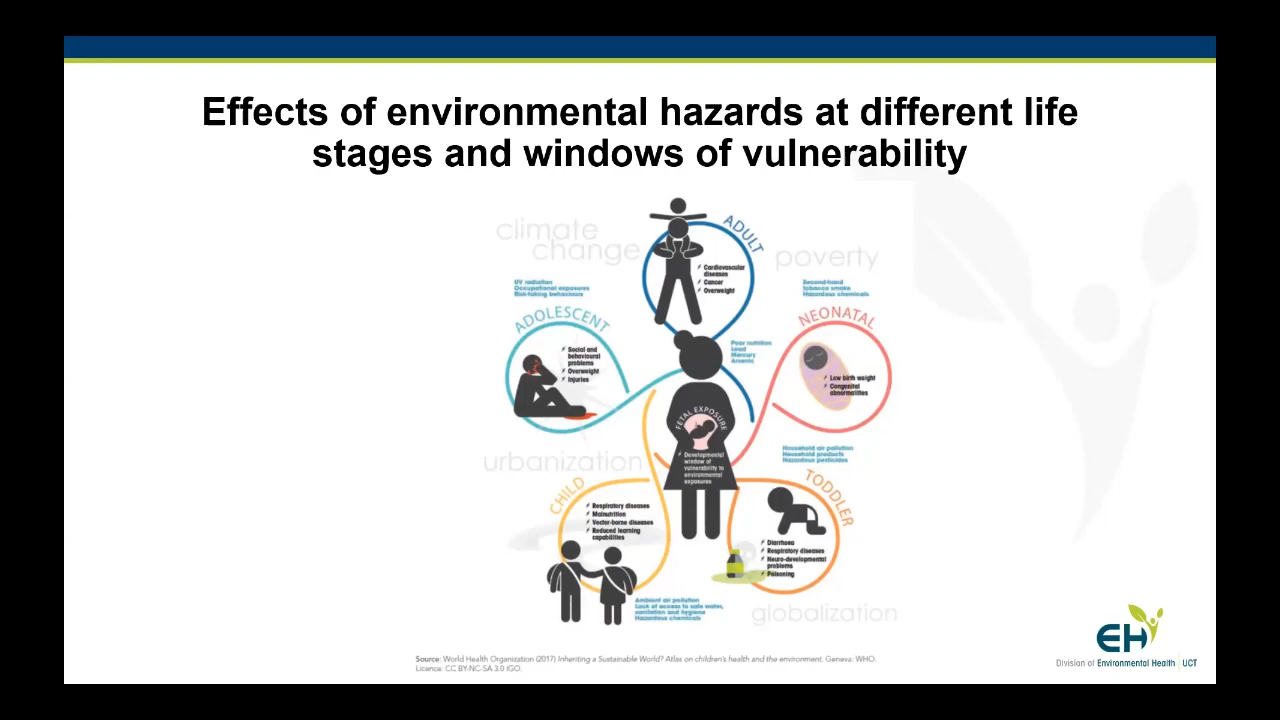 Effects of environmental hazards at different life
stages and windows of vulnerability
climate
change
ADULT
Cardiovascular
diseases
Cancer
Overweight
poverty
UV radiation
Occupational exposures
Risk-taking behaviours
Second-hand
tobacco smoke
Hazardous chemicals
ADOLESCENT
Social and
behavioural
problems
Overweight
Injuries
Poor nutrition
Lead
Mercury
Arsenic
NEONATAL
Low birth weight
Congenital
abnormalities
FETAL EXPOSURE
Developmental
window of
vulnerability to
environmental
exposures
urbanization
Household air pollution
Household products
Hazardous pesticides
CHILD
Respiratory diseases
Malnutrition
Vector-borne diseases
Reduced learning
capabilities
TODDLER
Diarrhoea
Respiratory diseases
Neuro-developmental
problems
Poisoning
Ambient air pollution
Lack of access to safe water,
sanitation and hygiene
Hazardous chemicals
globalization
Source: World Health Organization (2017) Inheriting a Sustainable World? Atlas on children's health and the environment. Geneva: WHO.
Licence: CC BY-NC-SA 3.0 IGO.
EH
Division of Environmental Health UCT